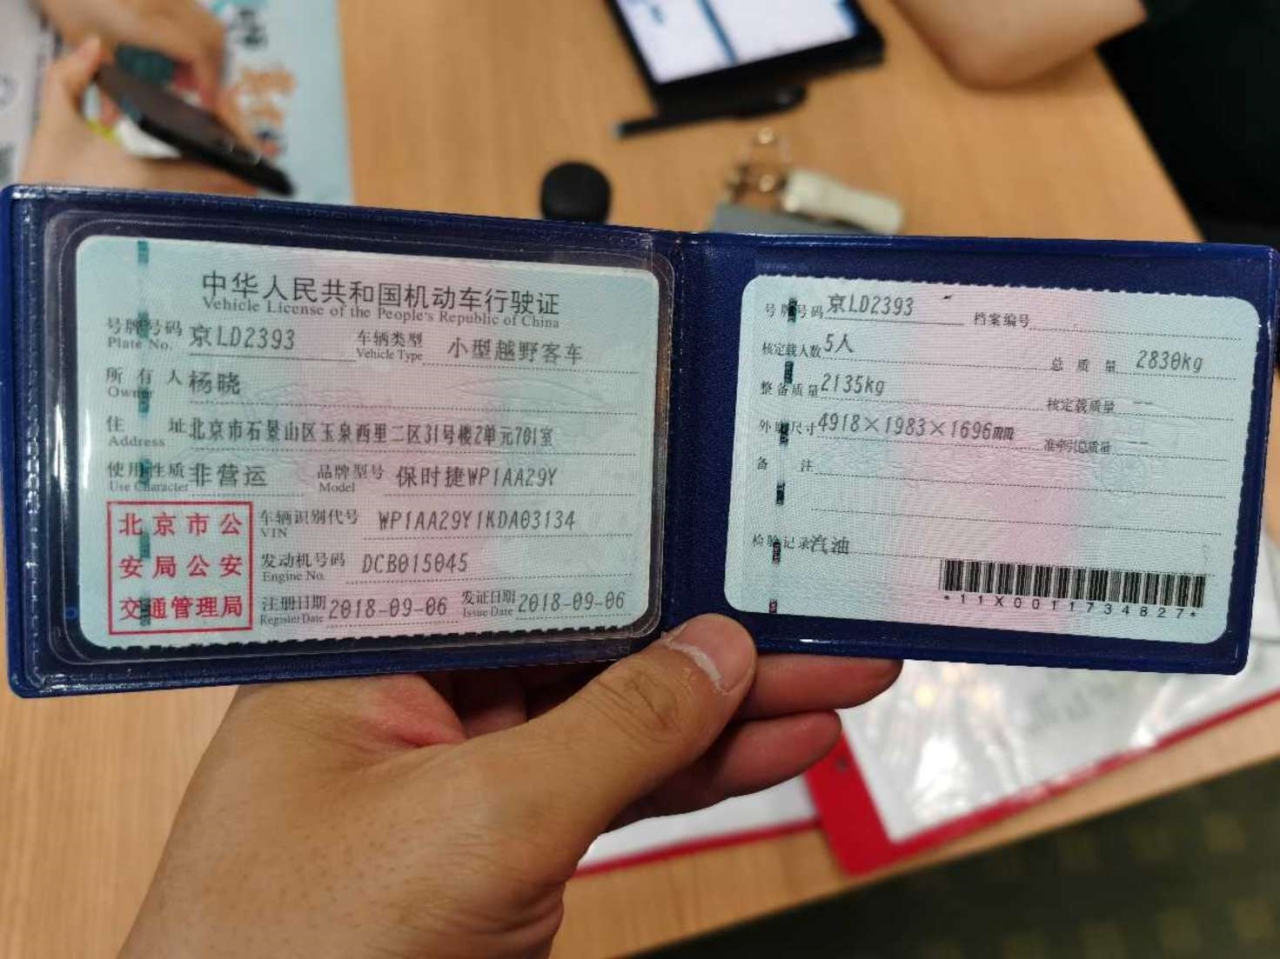 中华人民共和国机动车行驶证
Vehicle License of the People's Republic of China
号牌号码 京LD2393 车辆类型 小型越野客车
Plate No. Vehicle Type
所有人 杨晓
Owner
住址 北京市石景山区玉泉西里二区31号楼2单元701室
Address
使用性质 非营运 品牌型号 保时捷WP1AA29Y
Use Character Model
北京市公
安局公安
交通管理局
车辆识别代号 WP1AA29Y1KDA03134
VIN
发动机号码 DCB015045
Engine No.
注册日期 2018-09-06 发证日期 2018-09-06
Register Date Issue Date
号牌号码 京LD2393 档案编号
核定载人数 5人 总质量 2830kg
整备质量 2135kg 核定载质量 --
外廓尺寸 4918×1983×1696mm 准牵引总质量 --
备注
检验记录 汽油
*11X0011734827*